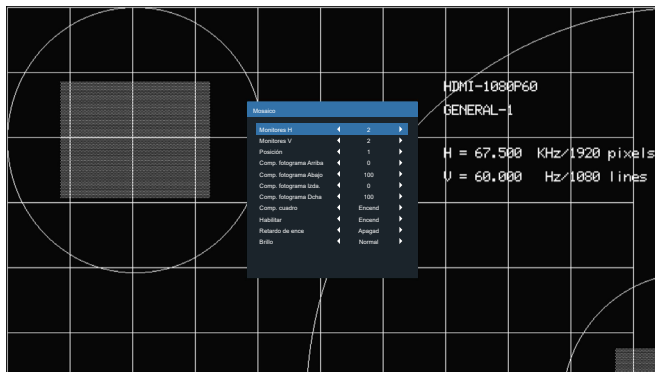 HDMI-1080P60
GENERAL-1
H = 67.500 KHz/1920 pixels
V = 60.000 Hz/1080 lines
Mosaico
Monitores H 2
Monitores V 2
Posición 1
Comp. fotograma Arriba 0
Comp. fotograma Abajo 100
Comp. fotograma Izda. 0
Comp. fotograma Dcha 100
Comp. cuadro Encend
Habilitar Encend
Retardo de ence Apagad
Brillo Normal